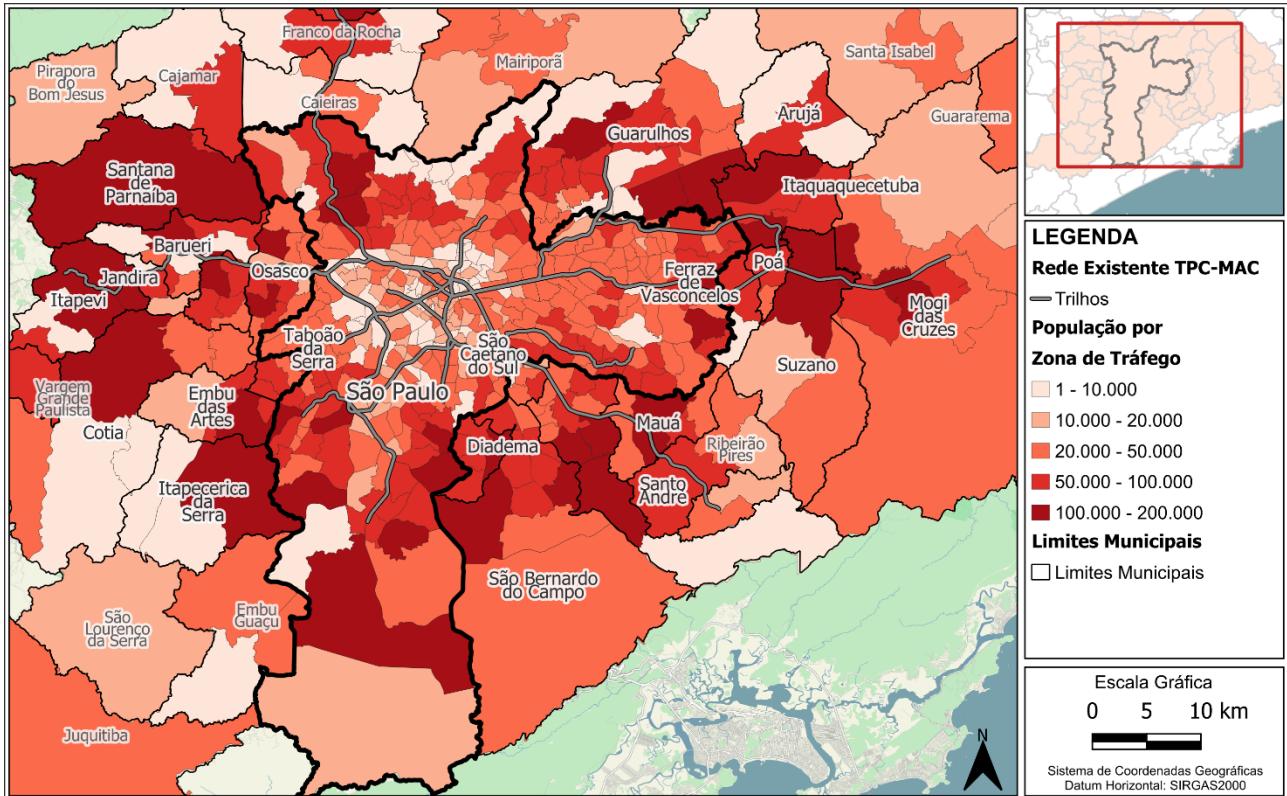 Franco da Rocha
Pirapora
do
Bom Jesus
Cajamar
Mairiporã
Santa Isabel
Caieiras
Guararema
Guarulhos
Arujá
Santana
de
Parnaíba
Itaquaquecetuba
Barueri
Jandira
Osasco
Itapevi
Ferraz
de
Vasconcelos
Poá
Mogi
das
Cruzes
Taboão
da
Serra
São
Caetano
do Sul
Suzano
Vargem
Grande
Paulista
Embu
das
Artes
São Paulo
Cotia
Diadema
Mauá
Ribeirão
Pires
Itapecerica
da
Serra
Santo
Andre
São Bernardo
do Campo
Embu
Guaçu
São
Lourenço
da Serra
Juquitiba
N
LEGENDA
Rede Existente TPC-MAC
Trilhos
População por
Zona de Tráfego
1 - 10.000
10.000 - 20.000
20.000 - 50.000
50.000 - 100.000
100.000 - 200.000
Limites Municipais
Limites Municipais
Escala Gráfica
0 5 10 km
Sistema de Coordenadas Geográficas
Datum Horizontal: SIRGAS2000